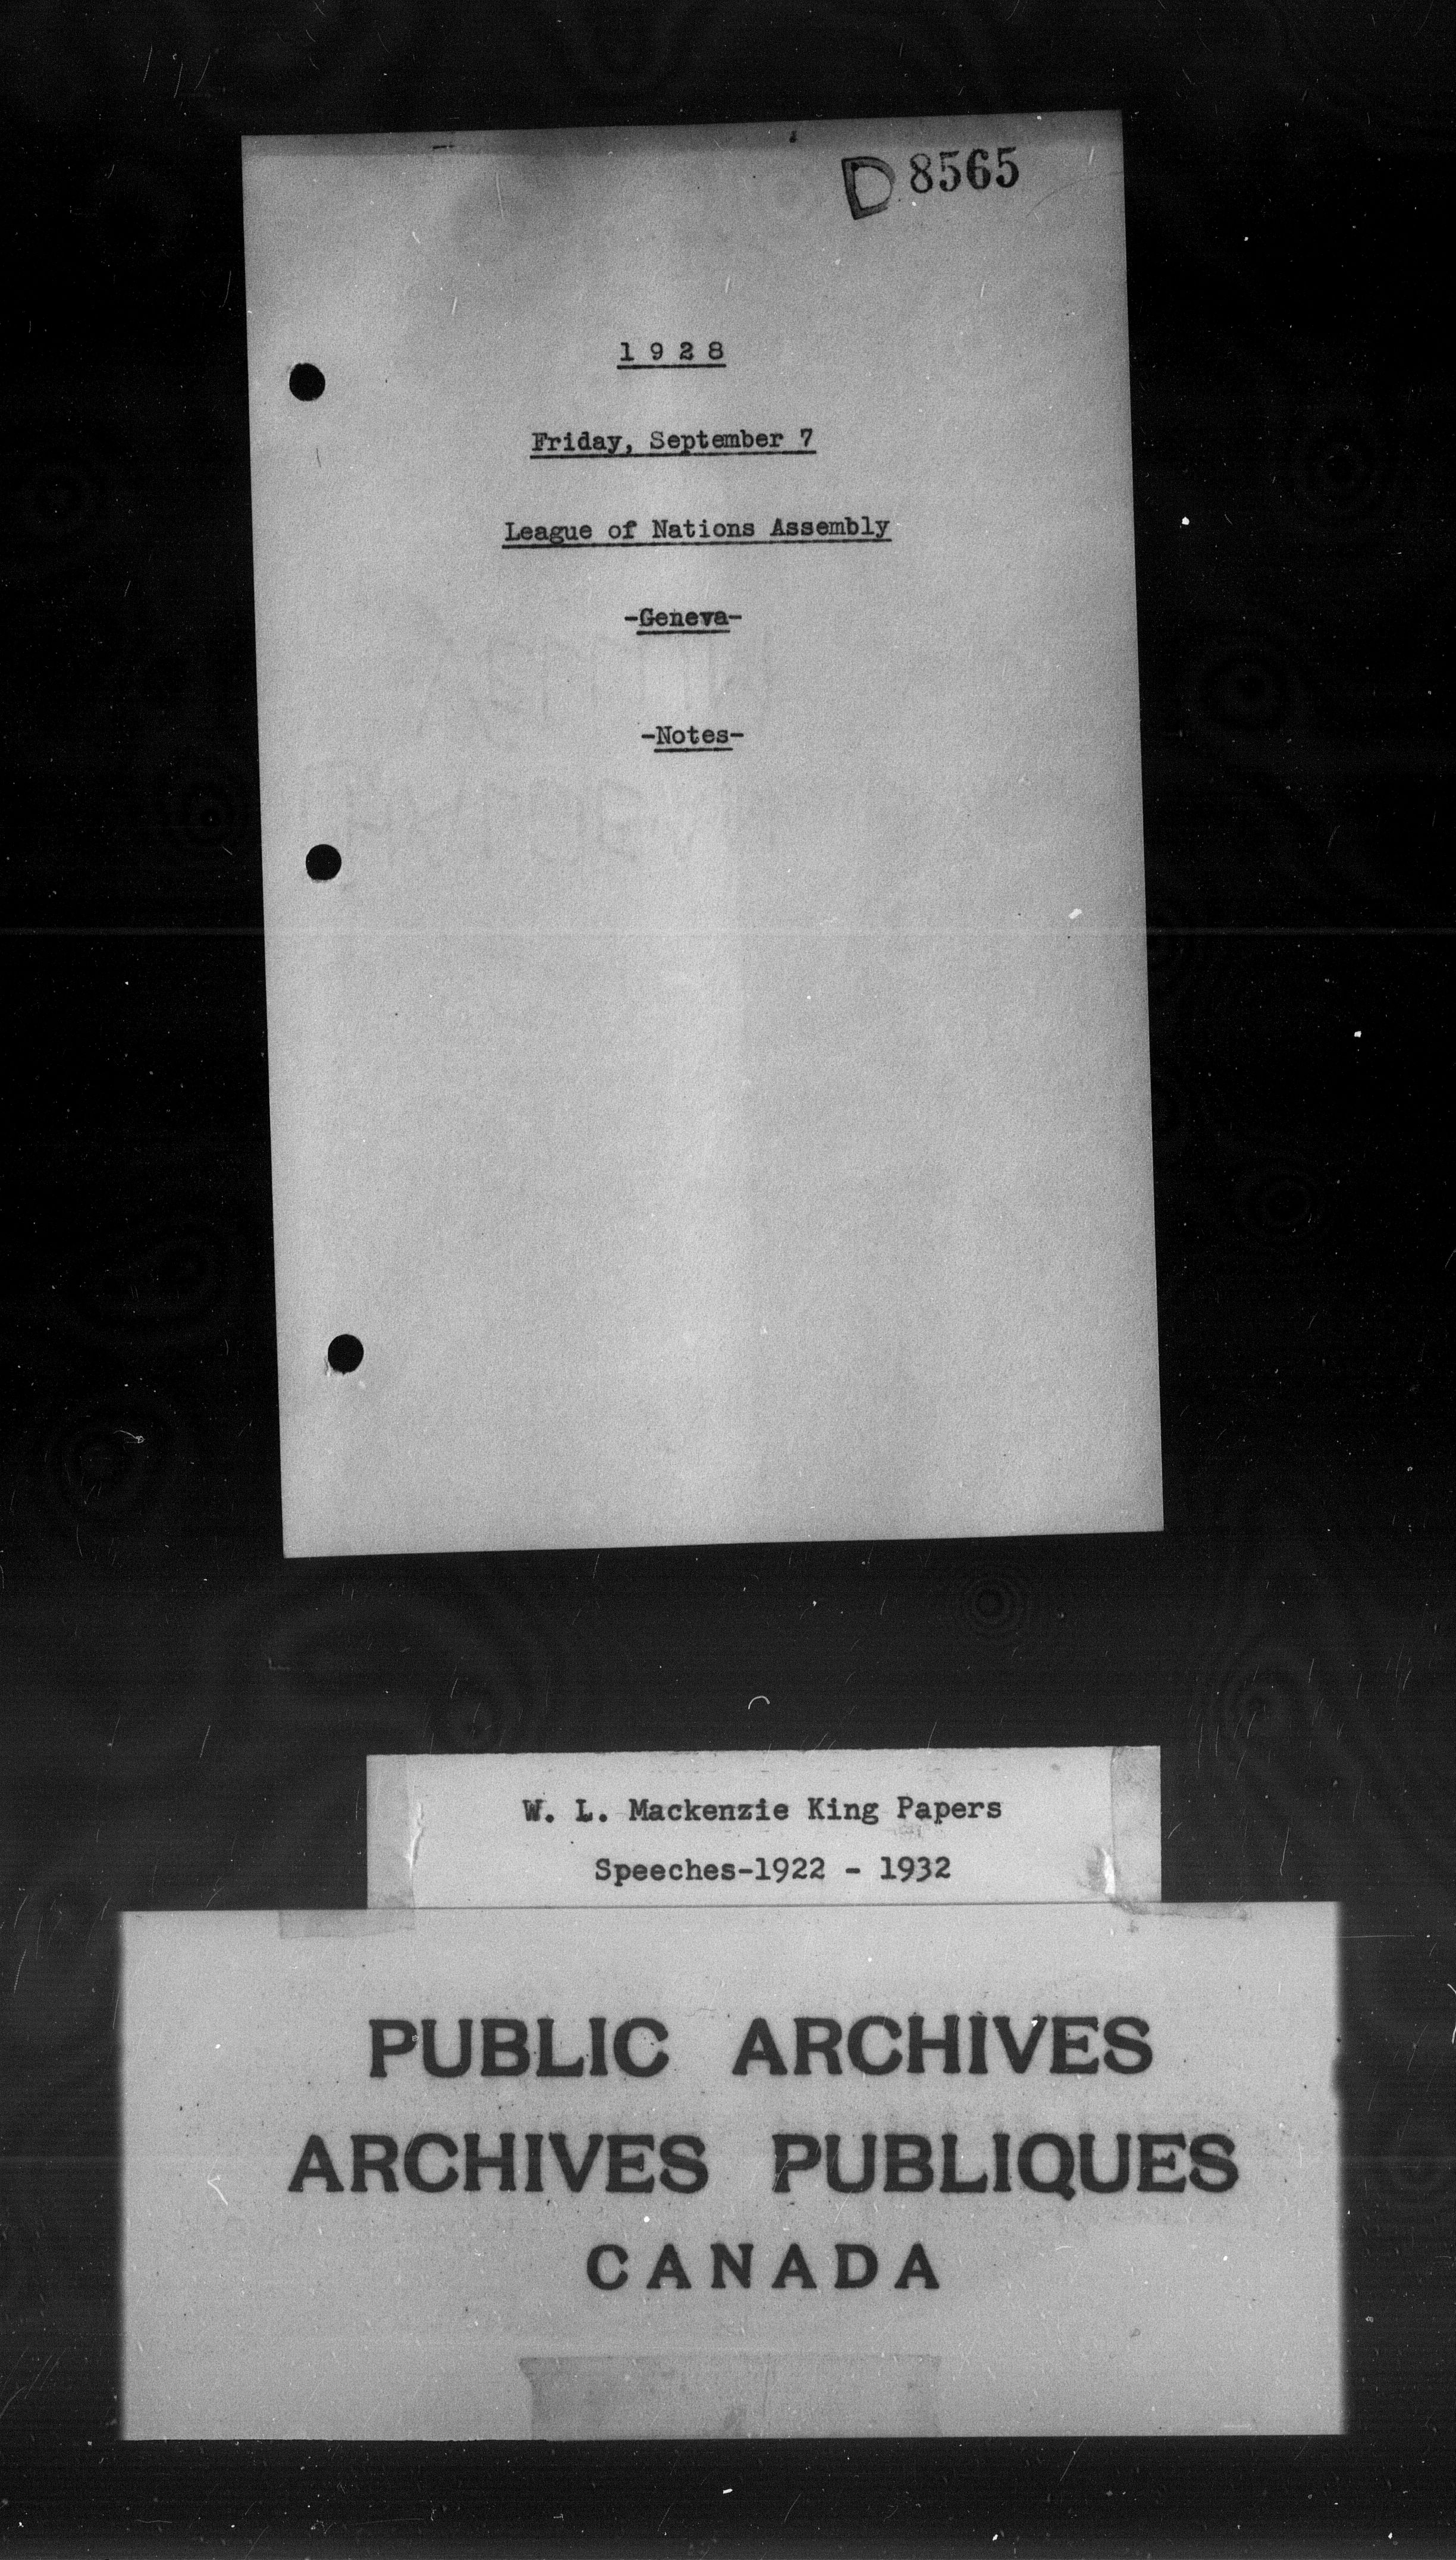 D 8565
1 9 2 8
Friday, September 7
League of Nations Assembly
-Geneva-
-Notes-
W. L. Mackenzie King Papers
Speeches-1922 - 1932
PUBLIC ARCHIVES
ARCHIVES PUBLIQUES
CANADA